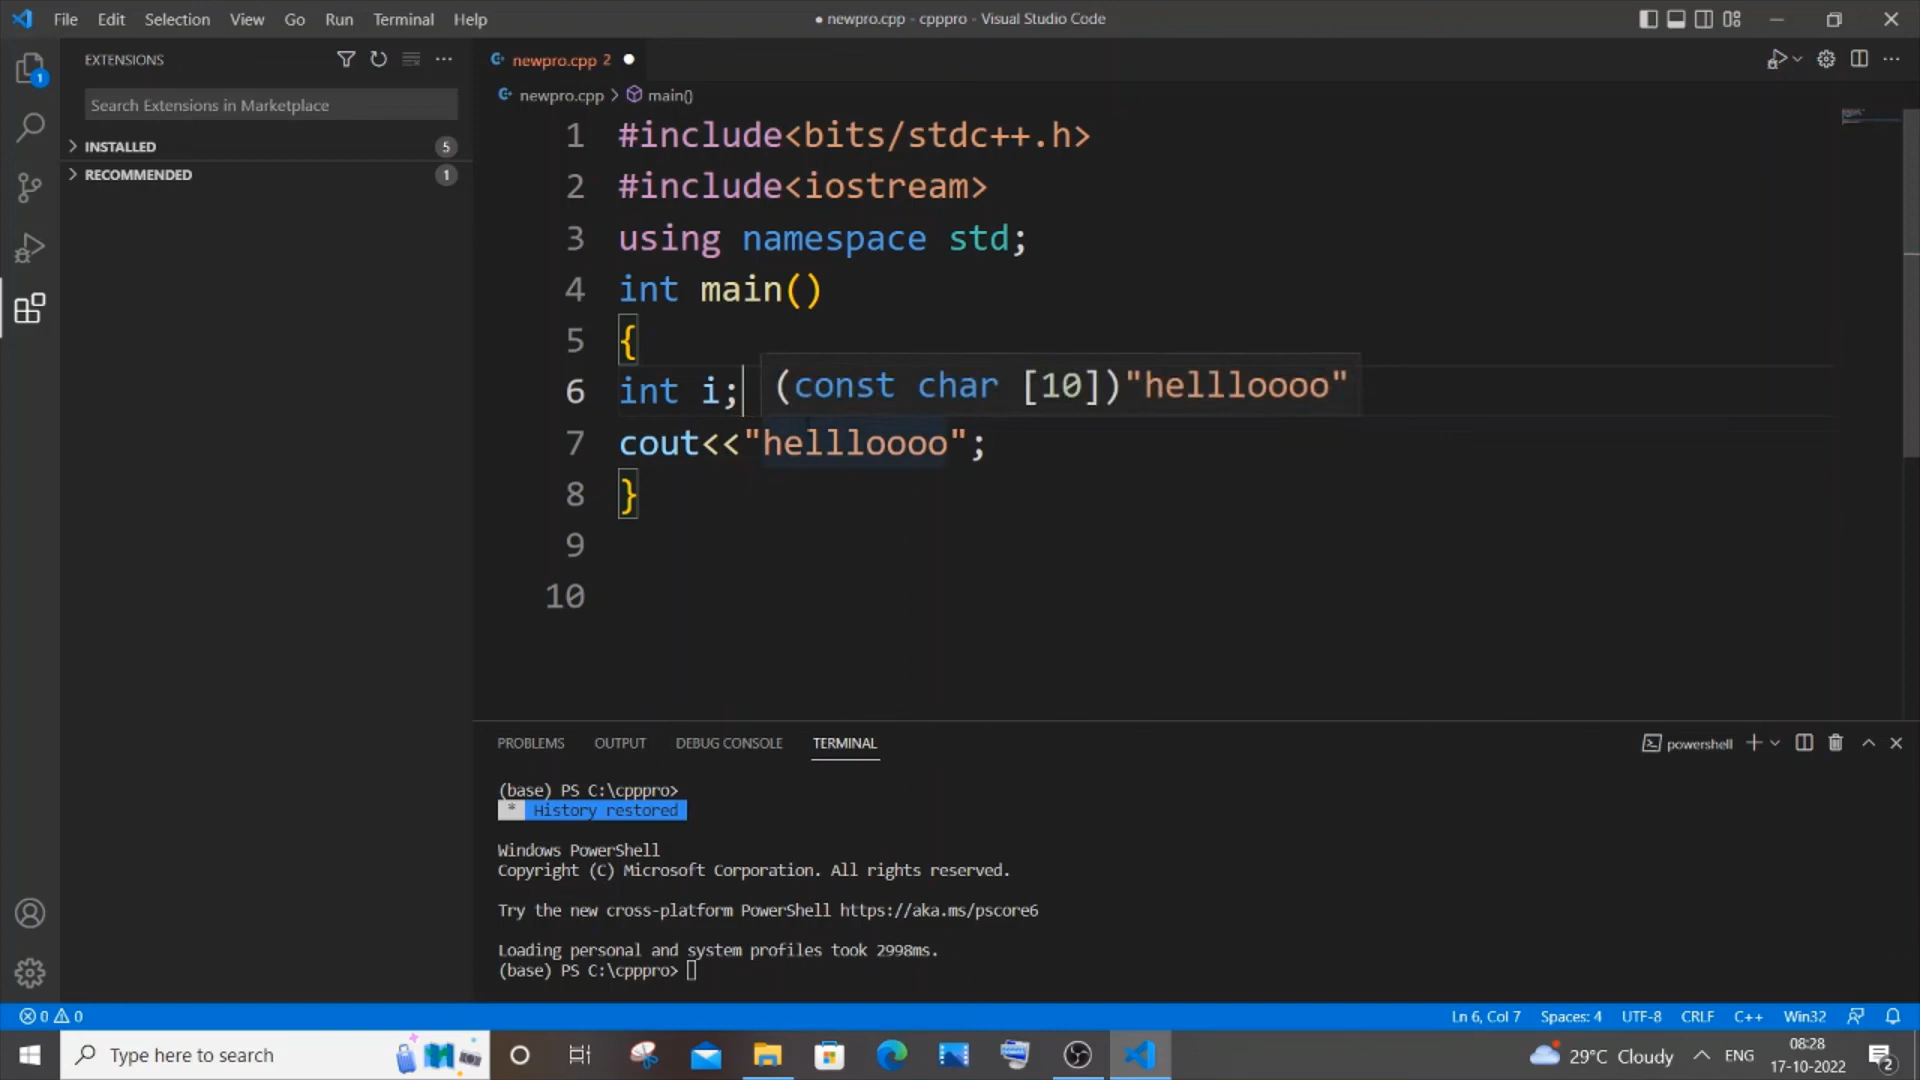 File Edit Selection View Go Run Terminal Help
● newpro.cpp - cpppro - Visual Studio Code
EXTENSIONS
Search Extensions in Marketplace
INSTALLED 5
RECOMMENDED 1
1
newpro.cpp 2
newpro.cpp > main()
1 #include<bits/stdc++.h>
2 #include<iostream>
3 using namespace std;
4 int main()
5 {
6 int i;
(const char [10])"hellloooo"
7 cout<<"hellloooo";
8 }
9
10
PROBLEMS OUTPUT DEBUG CONSOLE TERMINAL
powershell
(base) PS C:\cpppro>
* History restored
Windows PowerShell
Copyright (C) Microsoft Corporation. All rights reserved.
Try the new cross-platform PowerShell https://aka.ms/pscore6
Loading personal and system profiles took 2998ms.
(base) PS C:\cpppro>
0 0
Ln 6, Col 7 Spaces: 4 UTF-8 CRLF C++ Win32
Type here to search
29°C Cloudy
ENG
08:28
17-10-2022
2